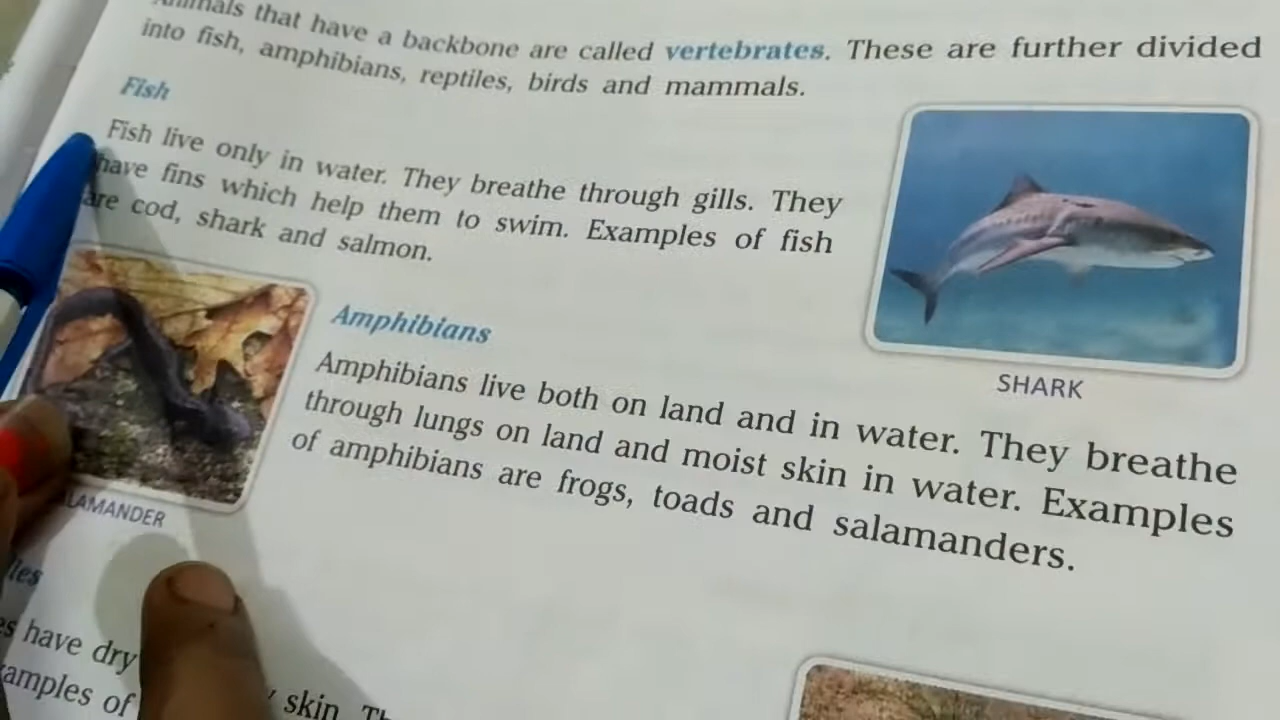 Animals that have a backbone are called vertebrates. These are further divided
into fish, amphibians, reptiles, birds and mammals.
Fish
Fish live only in water. They breathe through gills. They
have fins which help them to swim. Examples of fish
are cod, shark and salmon.
SHARK
Amphibians
Amphibians live both on land and in water. They breathe
through lungs on land and moist skin in water. Examples
of amphibians are frogs, toads and salamanders.
LAMANDER
les
es have dry
skin. Th
amples of